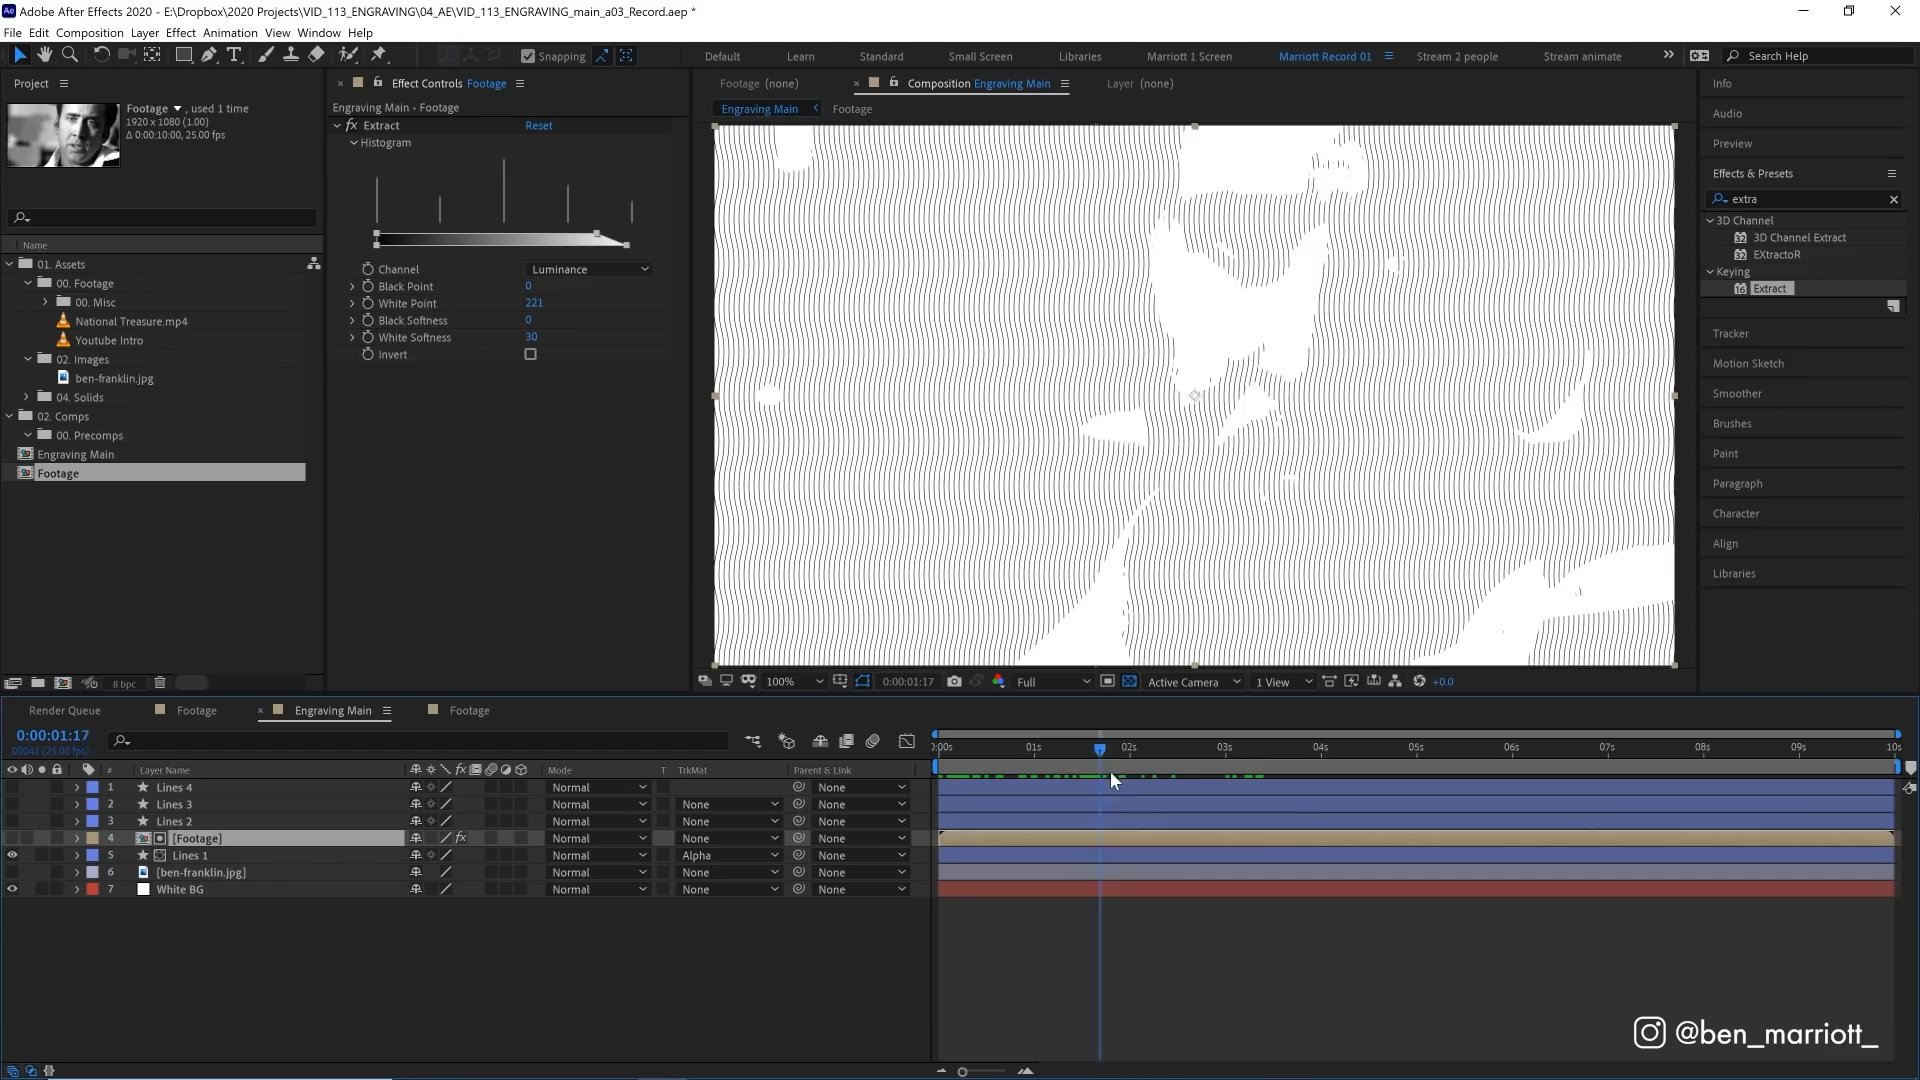 Adobe After Effects 2020 - E:\Dropbox\2020 Projects\VID_113_ENGRAVING\04_AE\VID_113_ENGRAVING_main_a03_Record.aep *
File Edit Composition Layer Effect Animation View Window Help
Snapping
Default Learn Standard Small Screen Libraries Marriott 1 Screen Marriott Record 01 Stream 2 people Stream animate Search Help
Project
Footage , used 1 time
1920 x 1080 (1.00)
Δ 0:00:10:00, 25.00 fps
Name
01. Assets
00. Footage
00. Misc
National Treasure.mp4
Youtube Intro
02. Images
ben-franklin.jpg
04. Solids
02. Comps
00. Precomps
Engraving Main
Footage
8 bpc
Effect Controls Footage
Engraving Main • Footage
fx Extract Reset
Histogram
Channel Luminance
Black Point 0
White Point 221
Black Softness 0
White Softness 30
Invert
Footage (none) Composition Engraving Main Layer (none)
Engraving Main Footage
100% 0:00:01:17 Full Active Camera 1 View +0.0
Info
Audio
Preview
Effects & Presets
extra
3D Channel
32 3D Channel Extract
32 EXtractoR
Keying
16 Extract
Tracker
Motion Sketch
Smoother
Brushes
Paint
Paragraph
Character
Align
Libraries
Render Queue Footage Engraving Main Footage
0:00:01:17
00043 (25.00 fps)
0:00s 01s 02s 03s 04s 05s 06s 07s 08s 09s 10s
# Layer Name fx Mode T TrkMat Parent & Link
1 Lines 4 Normal None
2 Lines 3 Normal None None
3 Lines 2 Normal None None
4 [Footage] fx Normal None None
5 Lines 1 Normal Alpha None
6 [ben-franklin.jpg] Normal None None
7 White BG Normal None None
@ben_marriott_